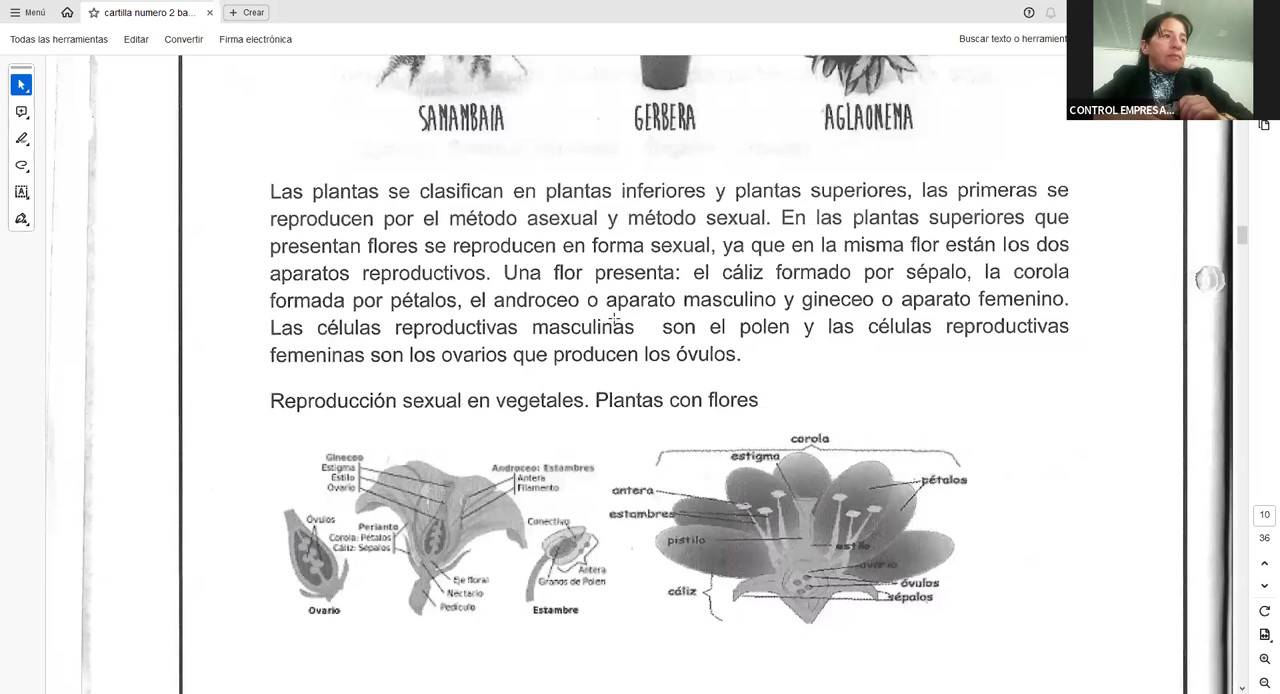 Menú
cartilla numero 2 ba... ×
+ Crear
Todas las herramientas Editar Convertir Firma electrónica
Buscar texto o herramient
CONTROL EMPRESA...
SAMAMBAIA GERBERA AGLAONEMA
Las plantas se clasifican en plantas inferiores y plantas superiores, las primeras se
reproducen por el método asexual y método sexual. En las plantas superiores que
presentan flores se reproducen en forma sexual, ya que en la misma flor están los dos
aparatos reproductivos. Una flor presenta: el cáliz formado por sépalo, la corola
formada por pétalos, el androceo o aparato masculino y gineceo o aparato femenino.
Las células reproductivas masculinas son el polen y las células reproductivas
femeninas son los ovarios que producen los óvulos.
Reproducción sexual en vegetales. Plantas con flores
Gineceo
Estigma
Estilo
Ovario
Androceo: Estambres
Antera
Filamento
Óvulos
Perianto
Corola: Pétalos
Cáliz: Sépalos
Conectivo
Antera
Granos de Polen
Eje floral
Nectario
Pedículo
Ovario
Estambre
corola
estigma
antera
pétalos
estambres
pistilo
estilo
ovario
óvulos
cáliz
sépalos
10
36